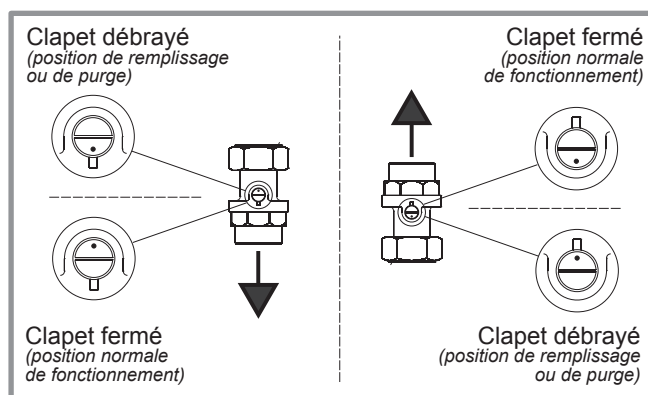 Clapet débrayé
(position de remplissage
ou de purge)
Clapet fermé
(position normale
de fonctionnement)
Clapet fermé
(position normale
de fonctionnement)
Clapet débrayé
(position de remplissage
ou de purge)